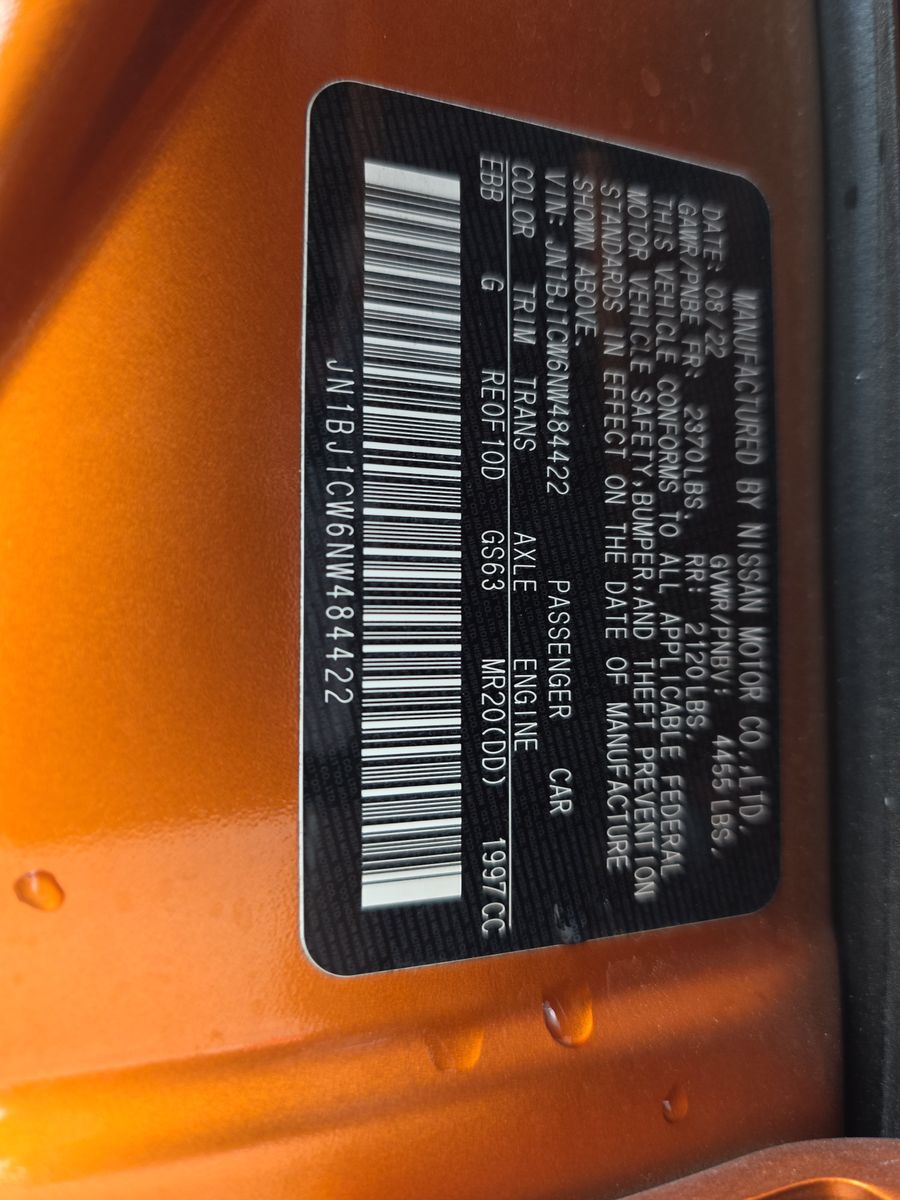 MANUFACTURED BY NISSAN MOTOR CO.,LTD.
DATE: 08/22 GVWR/PNBV: 4455LBS,
GAWR/PNBE FR: 2370LBS. RR: 2120LBS.
THIS VEHICLE CONFORMS TO ALL APPLICABLE FEDERAL
MOTOR VEHICLE SAFETY,BUMPER,AND THEFT PREVENTION
STANDARDS IN EFFECT ON THE DATE OF MANUFACTURE
SHOWN ABOVE.
VIN: JN1BJ1CW6NW484422 PASSENGER CAR
COLOR TRIM TRANS AXLE ENGINE
EBB G RE0F10D GS63 MR20(DD) 1997CC
JN1BJ1CW6NW484422